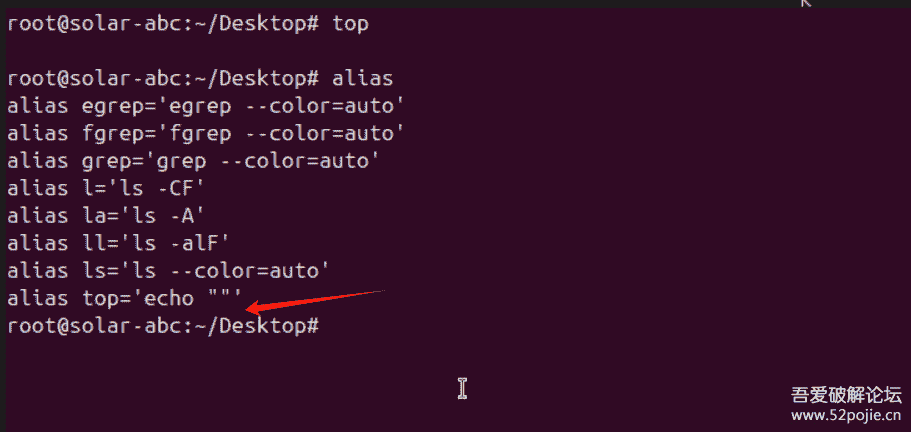 root@solar-abc:~/Desktop# top

root@solar-abc:~/Desktop# alias
alias egrep='egrep --color=auto'
alias fgrep='fgrep --color=auto'
alias grep='grep --color=auto'
alias l='ls -CF'
alias la='ls -A'
alias ll='ls -alF'
alias ls='ls --color=auto'
alias top='echo ""'
root@solar-abc:~/Desktop#
吾爱破解论坛
www.52pojie.cn